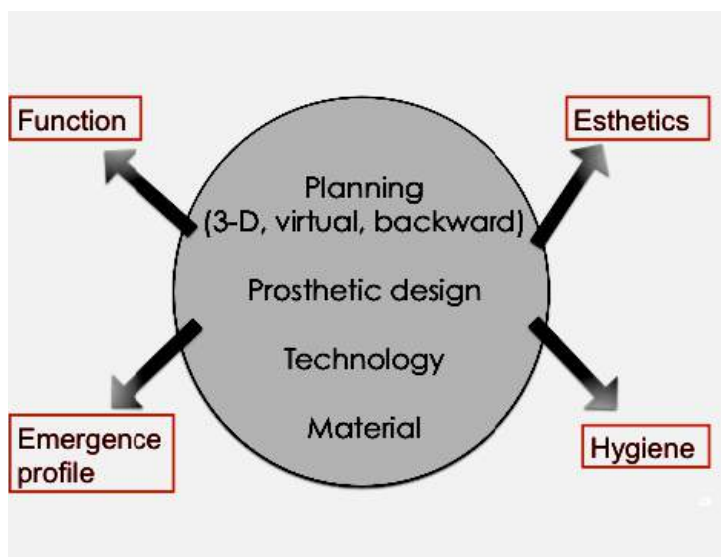 Function
Esthetics
Planning
(3-D, virtual, backward)
Prosthetic design
Technology
Material
Emergence
profile
Hygiene